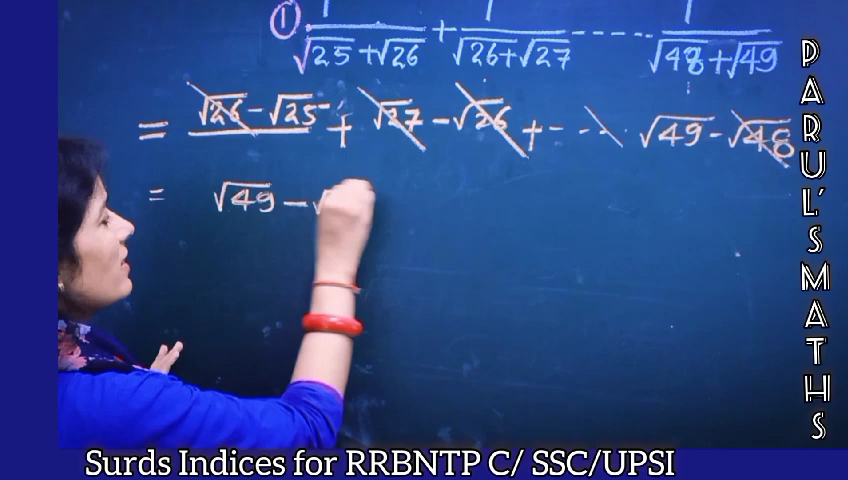 ① 1/(√25+√26) + 1/(√26+√27) ----- 1/(√48+√49)
= √26-√25 + √27-√26 + --- √49-√48
= √49-√
PARUL'S MATHS
Surds Indices for RRBNTP C/ SSC/UPSI